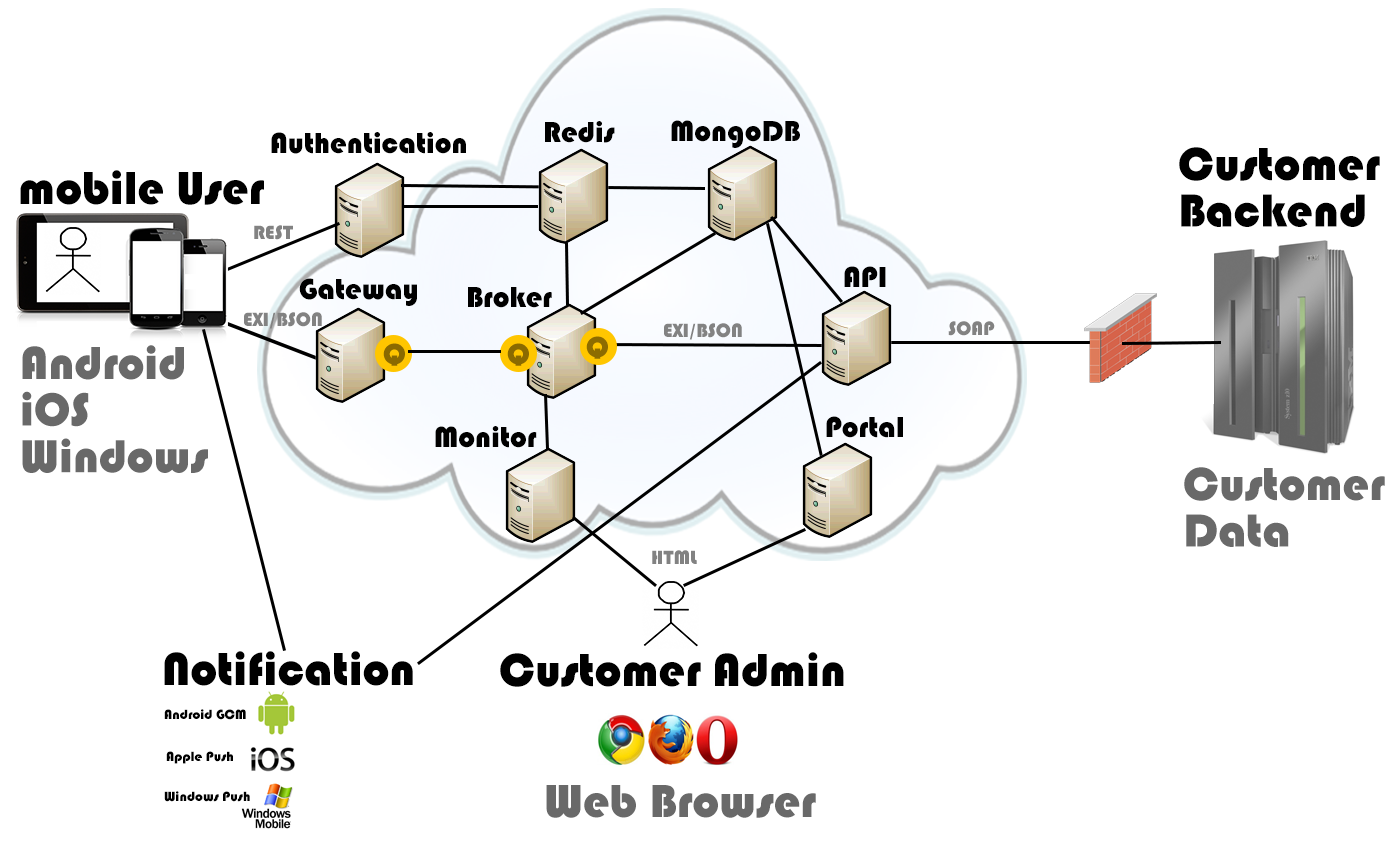 Authentication
Redis
MongoDB
Customer
Backend
mobile User
REST
Gateway
Broker
API
EXI/BSON
EXI/BSON
SOAP
Q
Q
Q
Android
iOS
Windows
Monitor
Portal
Customer
Data
HTML
Notification
Customer Admin
Android GCM
Apple Push
iOS
Windows Push
Windows
Mobile
Web Browser